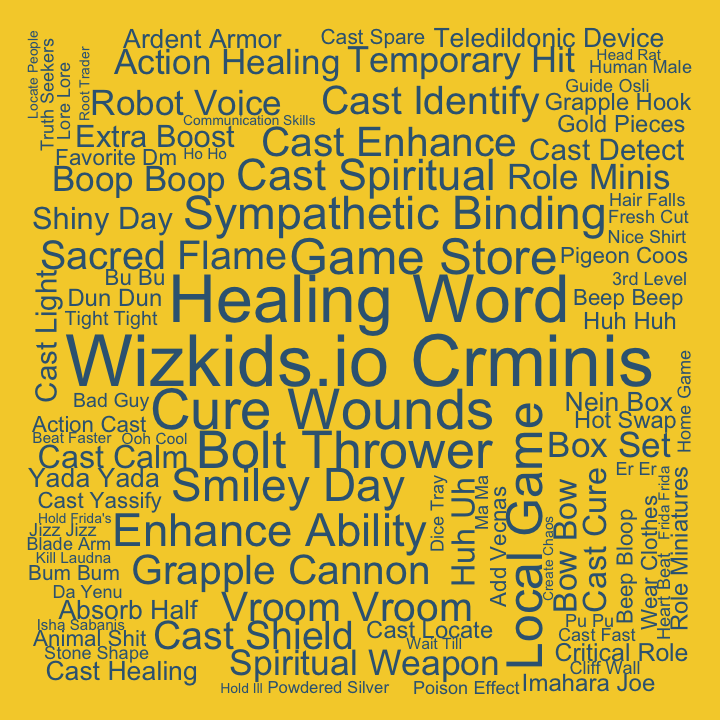 Locate People
Truth Seekers
Lore Lore
Root Trader
Ardent Armor
Cast Spare
Teledildonic Device
Action Healing
Temporary Hit
Head Rat
Human Male
Robot Voice
Cast Identify
Guide Osli
Grapple Hook
Communication Skills
Gold Pieces
Extra Boost
Cast Enhance
Cast Detect
Favorite Dm
Ho Ho
Boop Boop
Cast Spiritual
Role Minis
Hair Falls
Shiny Day
Sympathetic Binding
Fresh Cut
Nice Shirt
Sacred Flame
Game Store
Pigeon Coos
Cast Light
Bu Bu
3rd Level
Dun Dun
Healing Word
Beep Beep
Tight Tight
Huh Huh
Wizkids.io Crminis
Home Game
Bad Guy
Cure Wounds
Nein Box
Action Cast
Hot Swap
Beat Faster
Ooh Cool
Cast Calm
Bolt Thrower
Local Game
Box Set
Yada Yada
Smiley Day
Er Er
Cast Yassify
Dice Tray
Huh Uh
Ma Ma
Add Vecnas
Create Chaos
Bow Bow
Cast Cure
Beep Bloop
Wear Clothes
Heart Beat
Frida Frida
Role Miniatures
Hold Frida's
Jizz Jizz
Enhance Ability
Blade Arm
Kill Laudna
Bum Bum
Grapple Cannon
Da Yenu
Absorb Half
Vroom Vroom
Isha Sabanis
Pu Pu
Animal Shit
Cast Shield
Cast Locate
Cast Fast
Wait Till
Stone Shape
Critical Role
Cast Healing
Spiritual Weapon
Cliff Wall
Hold Ill
Powdered Silver
Poison Effect
Imahara Joe